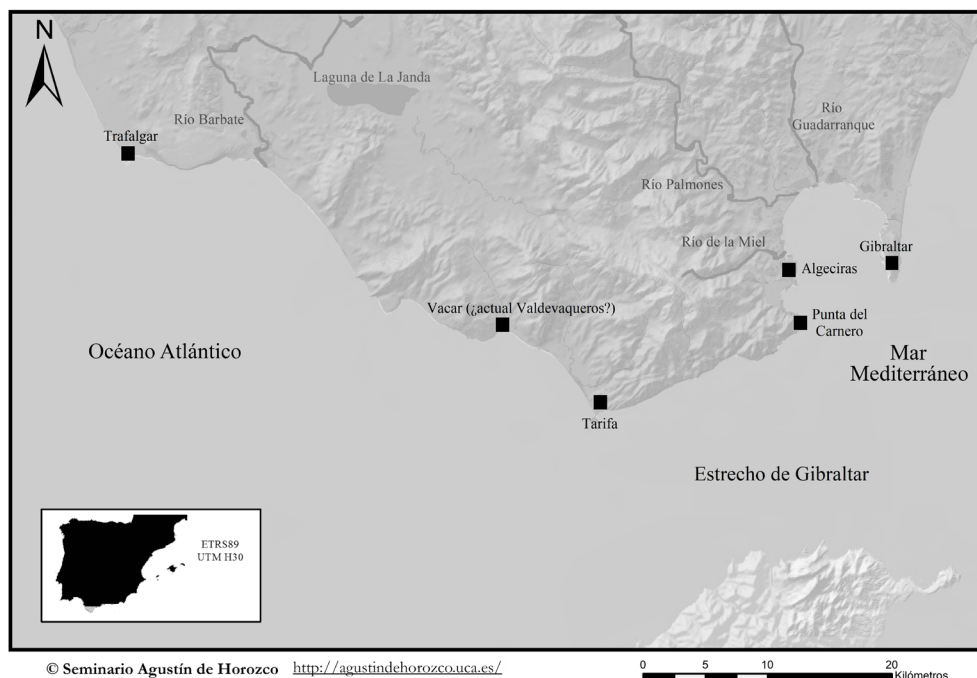 N
Laguna de La Janda
Río Barbate
Río
Guadarranque
Trafalgar
Río Palmones
Río de la Miel
Gibraltar
Algeciras
Vacar (¿actual Valdevaqueros?)
Punta del
Carnero
Océano Atlántico
Mar
Mediterráneo
Tarifa
Estrecho de Gibraltar
ETRS89
UTM H30
© Seminario Agustín de Horozco http://agustindehorozco.uca.es/
0 5 10 20
Kilómetros